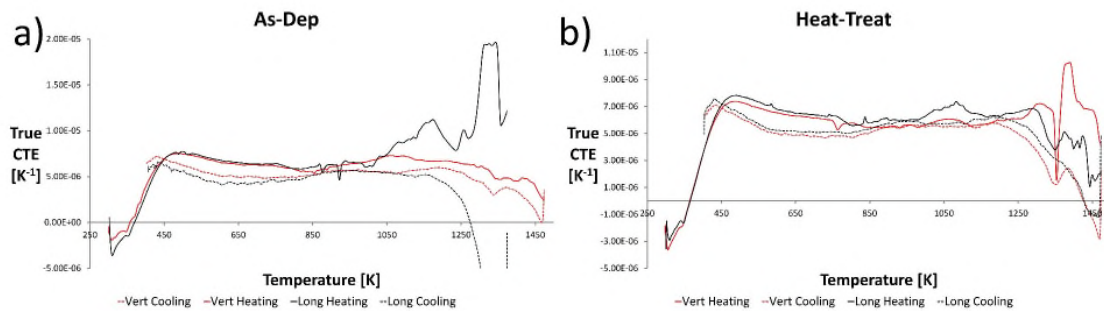 As-Dep
a)
2.00E-05
1.00E-05
5.00E-06
0.00E+00
-5.00E-06
True
CTE
[K-1]
250 450 650 850 1050 1250 1450
Temperature [K]
Vert Cooling Vert Heating Long Heating Long Cooling
Heat-Treat
b)
1.10E-05
9.00E-06
7.00E-06
5.00E-06
3.00E-06
1.00E-06
-1.00E-06
-3.00E-06
-5.00E-06
True
CTE
[K-1]
250 450 650 850 1050 1250 1450
Temperature [K]
Vert Heating Vert Cooling Long Heating Long Cooling